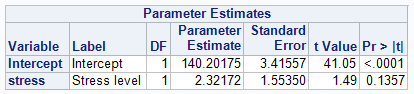 Parameter Estimates
Variable Label DF Parameter Estimate Standard Error t Value Pr > |t|
Intercept Intercept 1 140.20175 3.41557 41.05 <.0001
stress Stress level 1 2.32172 1.55350 1.49 0.1357